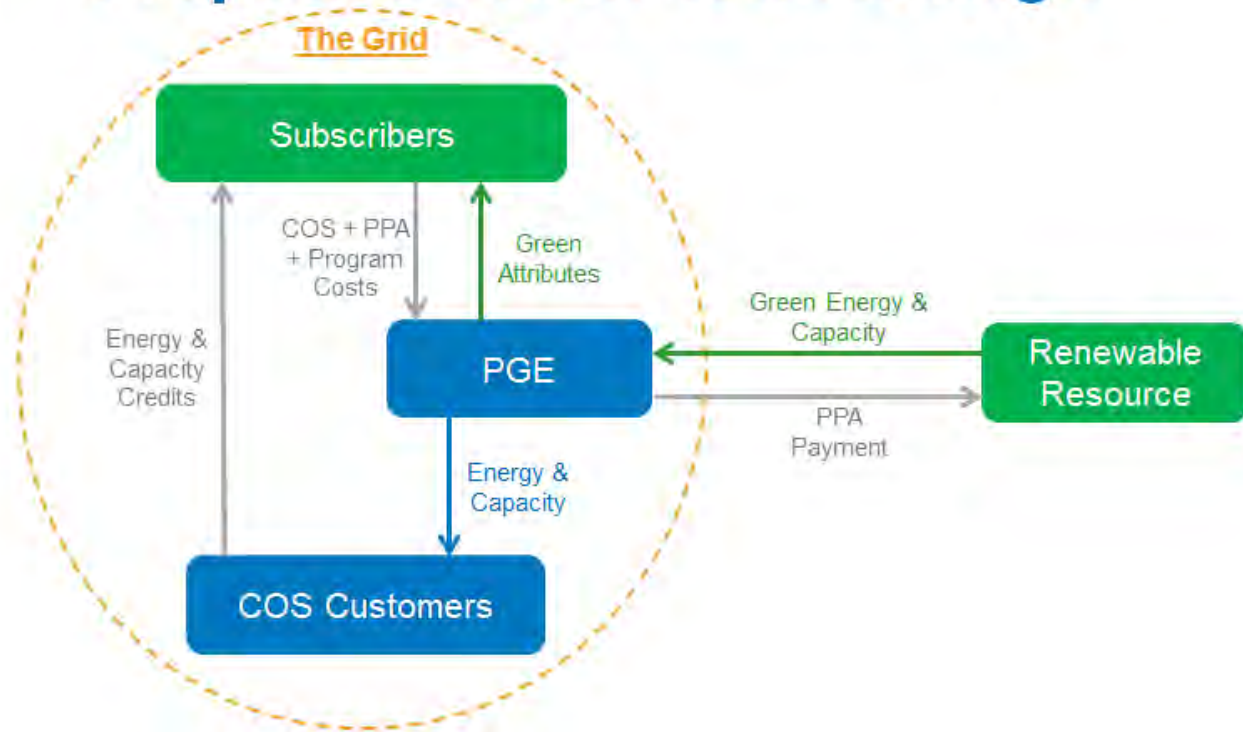 The Grid
Subscribers
COS + PPA
+ Program
Costs
Green
Attributes
Energy &
Capacity
Credits
PGE
Green Energy &
Capacity
PPA
Payment
Renewable
Resource
Energy &
Capacity
COS Customers